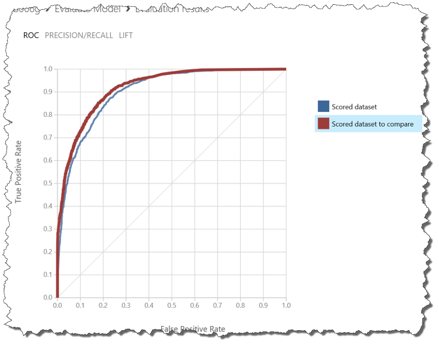 Evaluate Model > Evaluation results
ROC PRECISION/RECALL LIFT
1.0
0.9
0.8
0.7
0.6
0.5
0.4
0.3
0.2
0.1
0.0
True Positive Rate
0.0 0.1 0.2 0.3 0.4 0.5 0.6 0.7 0.8 0.9 1.0
False Positive Rate
Scored dataset
Scored dataset to compare